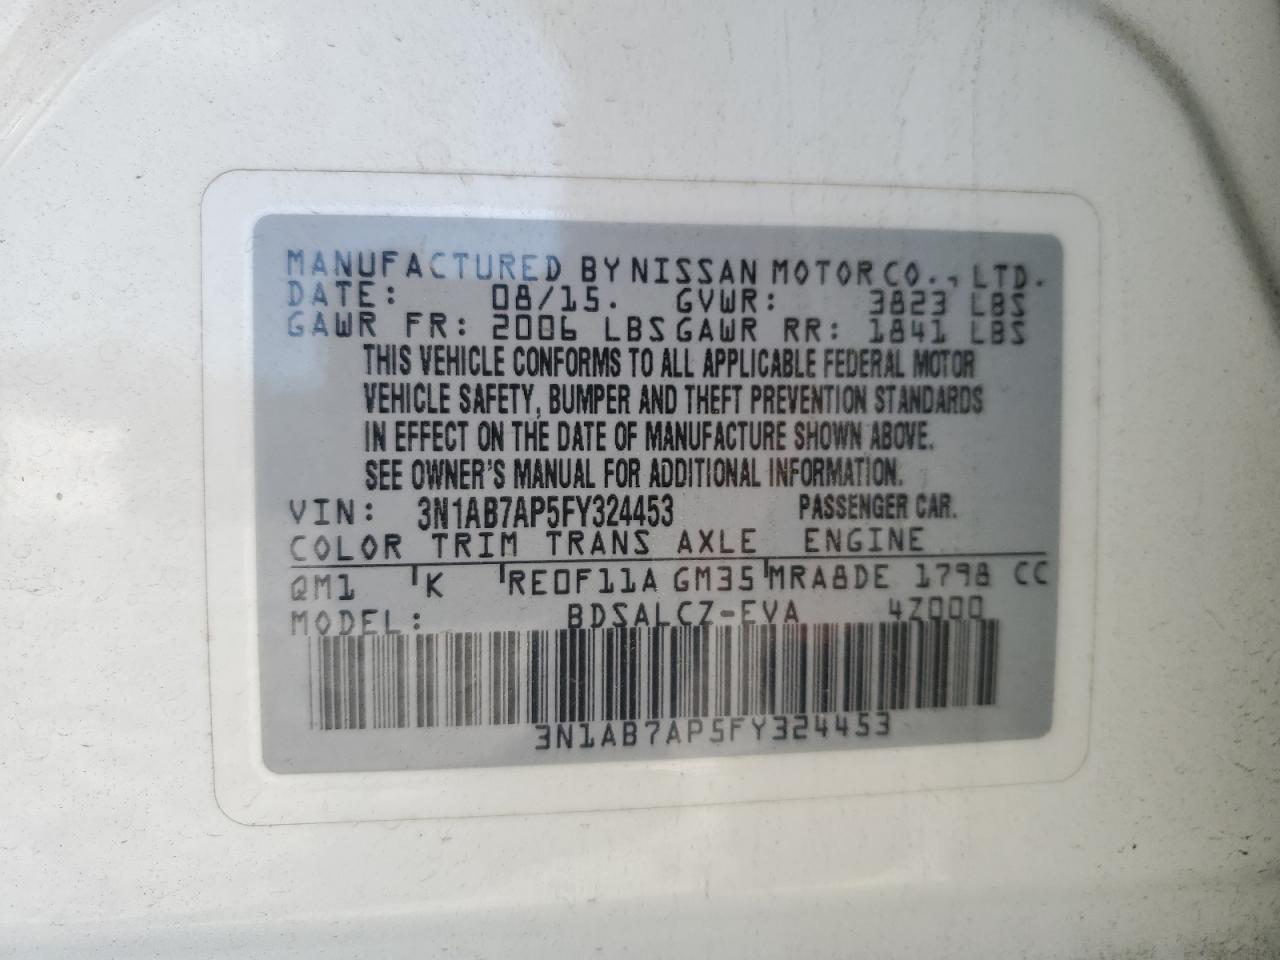 MANUFACTURED BY NISSAN MOTOR CO., LTD.
DATE: 08/15. GVWR: 3823 LBS
GAWR FR: 2006 LBS GAWR RR: 1841 LBS
THIS VEHICLE CONFORMS TO ALL APPLICABLE FEDERAL MOTOR
VEHICLE SAFETY, BUMPER AND THEFT PREVENTION STANDARDS
IN EFFECT ON THE DATE OF MANUFACTURE SHOWN ABOVE.
SEE OWNER'S MANUAL FOR ADDITIONAL INFORMATION.
VIN: 3N1AB7AP5FY324453 PASSENGER CAR.
COLOR TRIM TRANS AXLE ENGINE
QM1 K RE0F11A GM35 MRA8DE 1798 CC
MODEL: BDSALCZ-EVA 4Z000
3N1AB7AP5FY324453